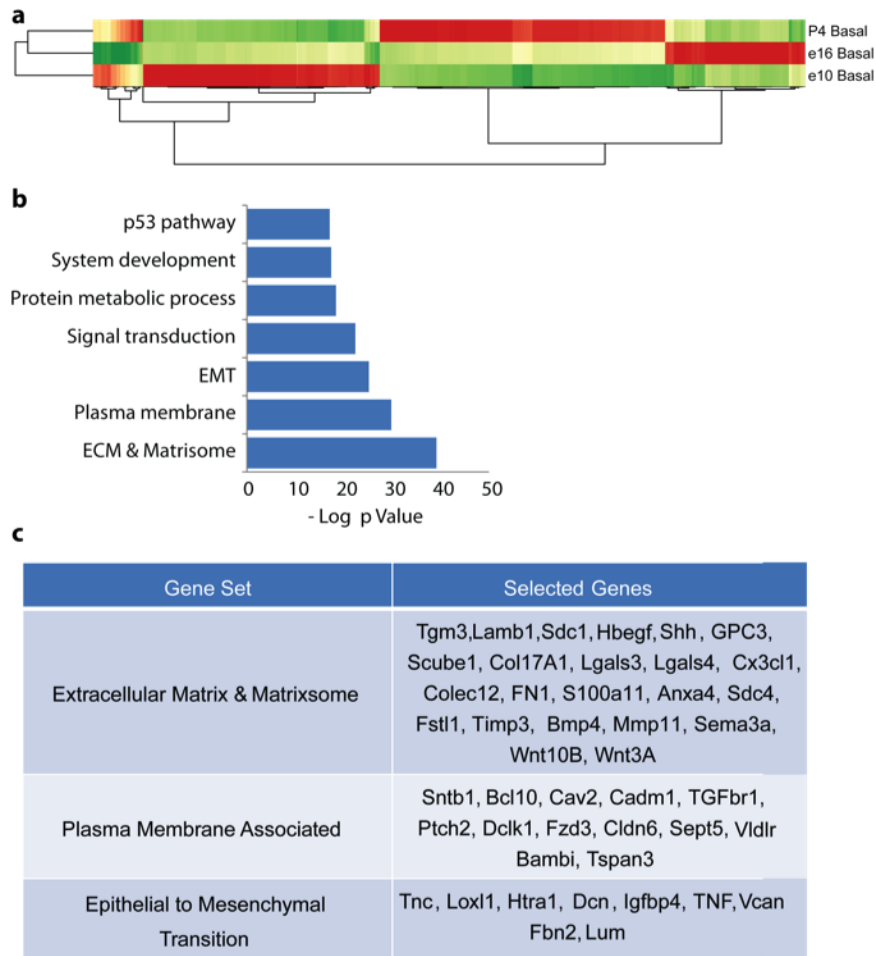 a
P4 Basal
e16 Basal
e10 Basal
b
p53 pathway
System development
Protein metabolic process
Signal transduction
EMT
Plasma membrane
ECM & Matrisome
0 10 20 30 40 50
- Log p Value
c
Gene Set Selected Genes
Extracellular Matrix & Matrixsome
Tgm3,Lamb1,Sdc1,Hbegf,Shh, GPC3,
Scube1, Col17A1, Lgals3, Lgals4, Cx3cl1,
Colec12, FN1, S100a11, Anxa4, Sdc4,
Fstl1, Timp3, Bmp4, Mmp11, Sema3a,
Wnt10B, Wnt3A
Plasma Membrane Associated
Sntb1, Bcl10, Cav2, Cadm1, TGFbr1,
Ptch2, Dclk1, Fzd3, Cldn6, Sept5, Vldlr
Bambi, Tspan3
Epithelial to Mesenchymal
Transition
Tnc, Loxl1, Htra1, Dcn, Igfbp4, TNF,Vcan
Fbn2,Lum